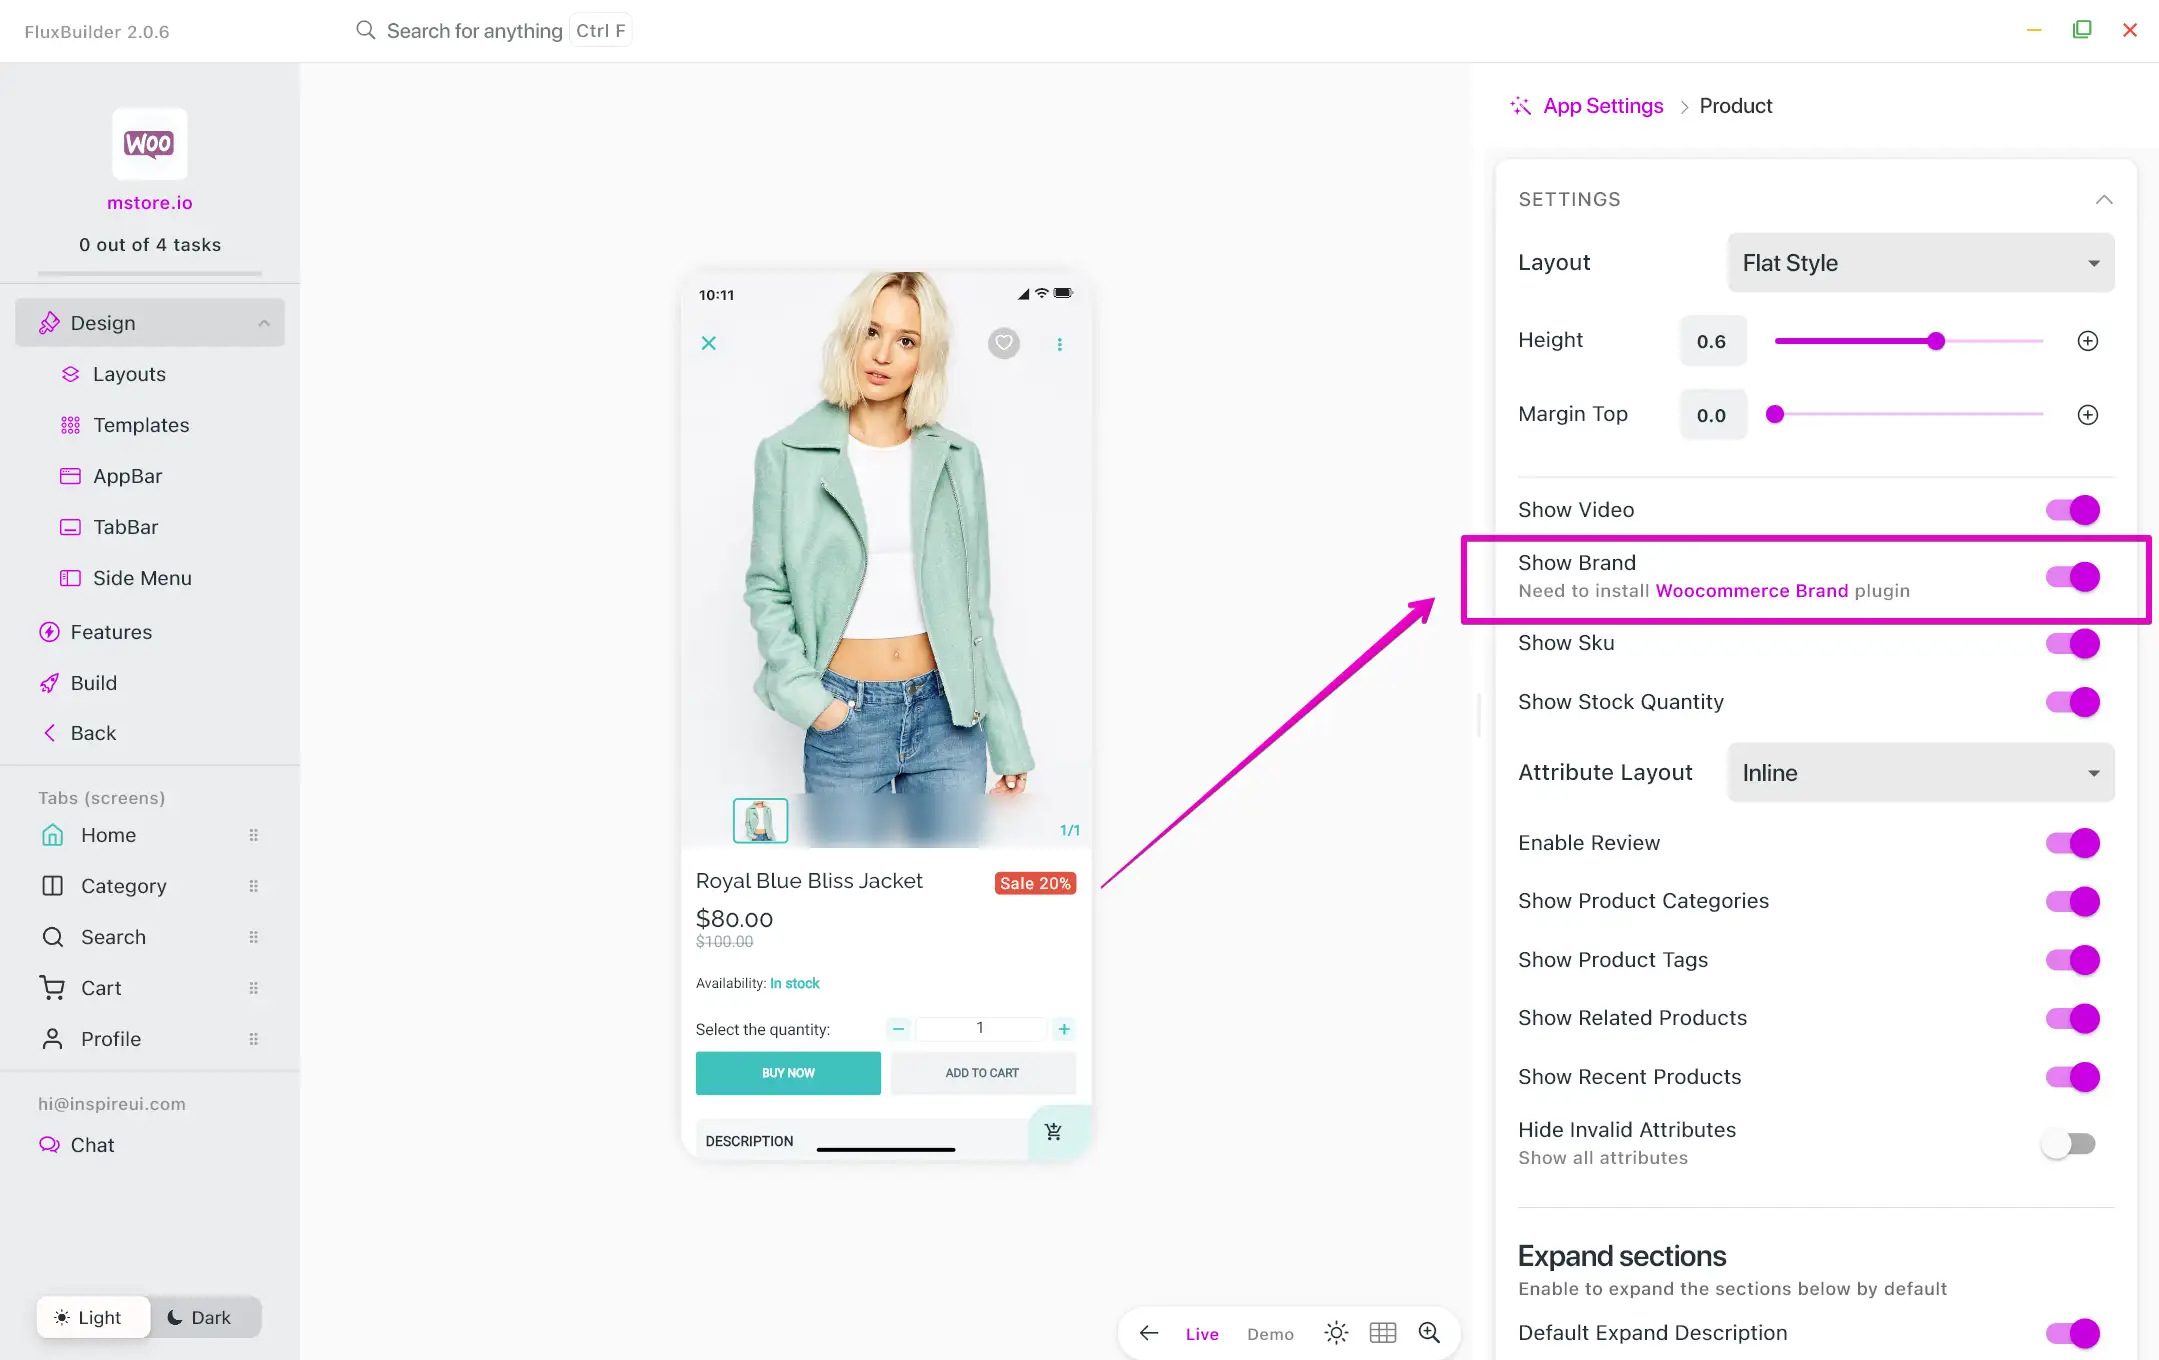 FluxBuilder 2.0.6
Search for anything
Ctrl F
WOO
mstore.io
0 out of 4 tasks
Design
Layouts
Templates
AppBar
TabBar
Side Menu
Features
Build
Back
Tabs (screens)
Home
Category
Search
Cart
Profile
hi@inspireui.com
Chat
Light
Dark
10:11
1/1
Royal Blue Bliss Jacket
Sale 20%
$80.00
$100.00
Availability: In stock
Select the quantity:
1
BUY NOW
ADD TO CART
DESCRIPTION
Live
Demo
App Settings
Product
SETTINGS
Layout
Flat Style
Height
0.6
Margin Top
0.0
Show Video
Show Brand
Need to install Woocommerce Brand plugin
Show Sku
Show Stock Quantity
Attribute Layout
Inline
Enable Review
Show Product Categories
Show Product Tags
Show Related Products
Show Recent Products
Hide Invalid Attributes
Show all attributes
Expand sections
Enable to expand the sections below by default
Default Expand Description